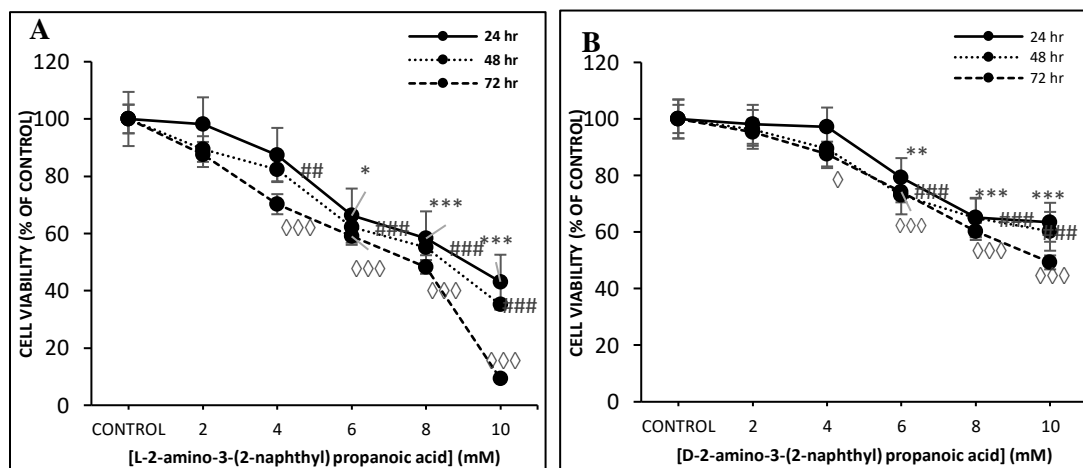 A
24 hr
48 hr
72 hr
120
100
80
60
40
20
0
CELL VIABILITY (% OF CONTROL)
##
*
###
***
###
***
###
◊◊◊
◊◊◊
◊◊◊
◊◊◊
CONTROL 2 4 6 8 10
[L-2-amino-3-(2-naphthyl) propanoic acid] (mM)
B
24 hr
48 hr
72 hr
120
100
80
60
40
20
0
CELL VIABILITY (% OF CONTROL)
◊
**
###
***
###
***
###
◊◊◊
◊◊◊
◊◊◊
CONTROL 2 4 6 8 10
[D-2-amino-3-(2-naphthyl) propanoic acid] (mM)